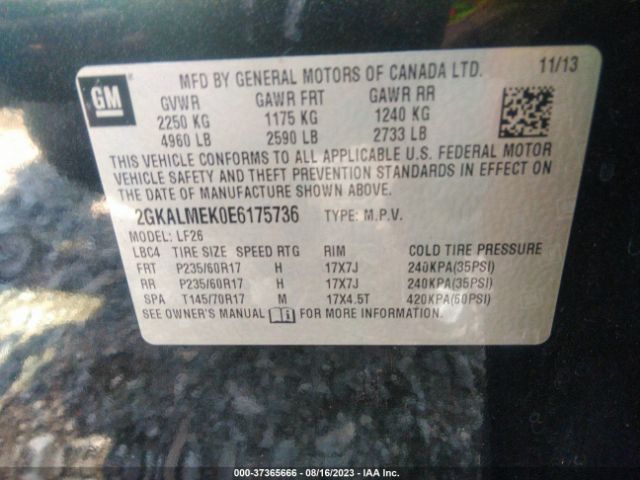 MFD BY GENERAL MOTORS OF CANADA LTD. 11/13
GM
GVWR GAWR FRT GAWR RR
2250 KG 1175 KG 1240 KG
4960 LB 2590 LB 2733 LB
THIS VEHICLE CONFORMS TO ALL APPLICABLE U.S. FEDERAL MOTOR
VEHICLE SAFETY AND THEFT PREVENTION STANDARDS IN EFFECT ON
THE DATE OF MANUFACTURE SHOWN ABOVE.
2GKALMEK0E6175736 TYPE: M.P.V.
MODEL: LF26
LBC4 TIRE SIZE SPEED RTG RIM COLD TIRE PRESSURE
FRT P235/60R17 H 17X7J 240KPA(35PSI)
RR P235/60R17 H 17X7J 240KPA(35PSI)
SPA T145/70R17 M 17X4.5T 420KPA(60PSI)
SEE OWNER'S MANUAL i FOR MORE INFORMATION.
000-37365666 - 08/16/2023 - IAA Inc.